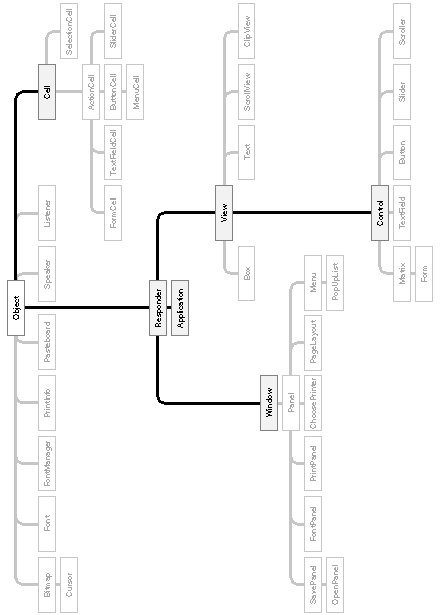 Object
Bitmap
Cursor
Font
FontManager
PrintInfo
Pasteboard
Speaker
Listener
Cell
SelectionCell
ActionCell
FormCell
TextFieldCell
ButtonCell
MenuCell
SliderCell
Responder
Application
Window
Panel
SavePanel
OpenPanel
FontPanel
PrintPanel
ChoosePrinter
PageLayout
Menu
PopUpList
View
Box
Text
ScrollView
ClipView
Control
Matrix
Form
TextField
Button
Slider
Scroller